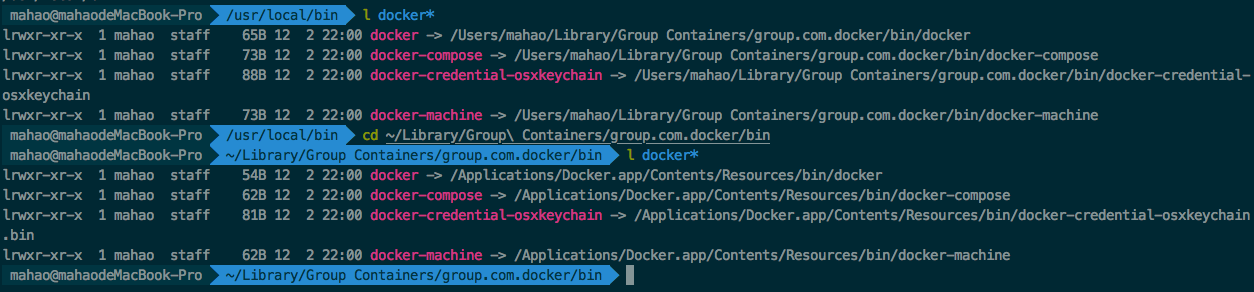 mahao@mahaodeMacBook-Pro /usr/local/bin l docker*
lrwxr-xr-x 1 mahao staff 65B 12 2 22:00 docker -> /Users/mahao/Library/Group Containers/group.com.docker/bin/docker
lrwxr-xr-x 1 mahao staff 73B 12 2 22:00 docker-compose -> /Users/mahao/Library/Group Containers/group.com.docker/bin/docker-compose
lrwxr-xr-x 1 mahao staff 88B 12 2 22:00 docker-credential-osxkeychain -> /Users/mahao/Library/Group Containers/group.com.docker/bin/docker-credential-
osxkeychain
lrwxr-xr-x 1 mahao staff 73B 12 2 22:00 docker-machine -> /Users/mahao/Library/Group Containers/group.com.docker/bin/docker-machine
mahao@mahaodeMacBook-Pro /usr/local/bin cd ~/Library/Group\ Containers/group.com.docker/bin
mahao@mahaodeMacBook-Pro ~/Library/Group Containers/group.com.docker/bin l docker*
lrwxr-xr-x 1 mahao staff 54B 12 2 22:00 docker -> /Applications/Docker.app/Contents/Resources/bin/docker
lrwxr-xr-x 1 mahao staff 62B 12 2 22:00 docker-compose -> /Applications/Docker.app/Contents/Resources/bin/docker-compose
lrwxr-xr-x 1 mahao staff 81B 12 2 22:00 docker-credential-osxkeychain -> /Applications/Docker.app/Contents/Resources/bin/docker-credential-osxkeychain
.bin
lrwxr-xr-x 1 mahao staff 62B 12 2 22:00 docker-machine -> /Applications/Docker.app/Contents/Resources/bin/docker-machine
mahao@mahaodeMacBook-Pro ~/Library/Group Containers/group.com.docker/bin